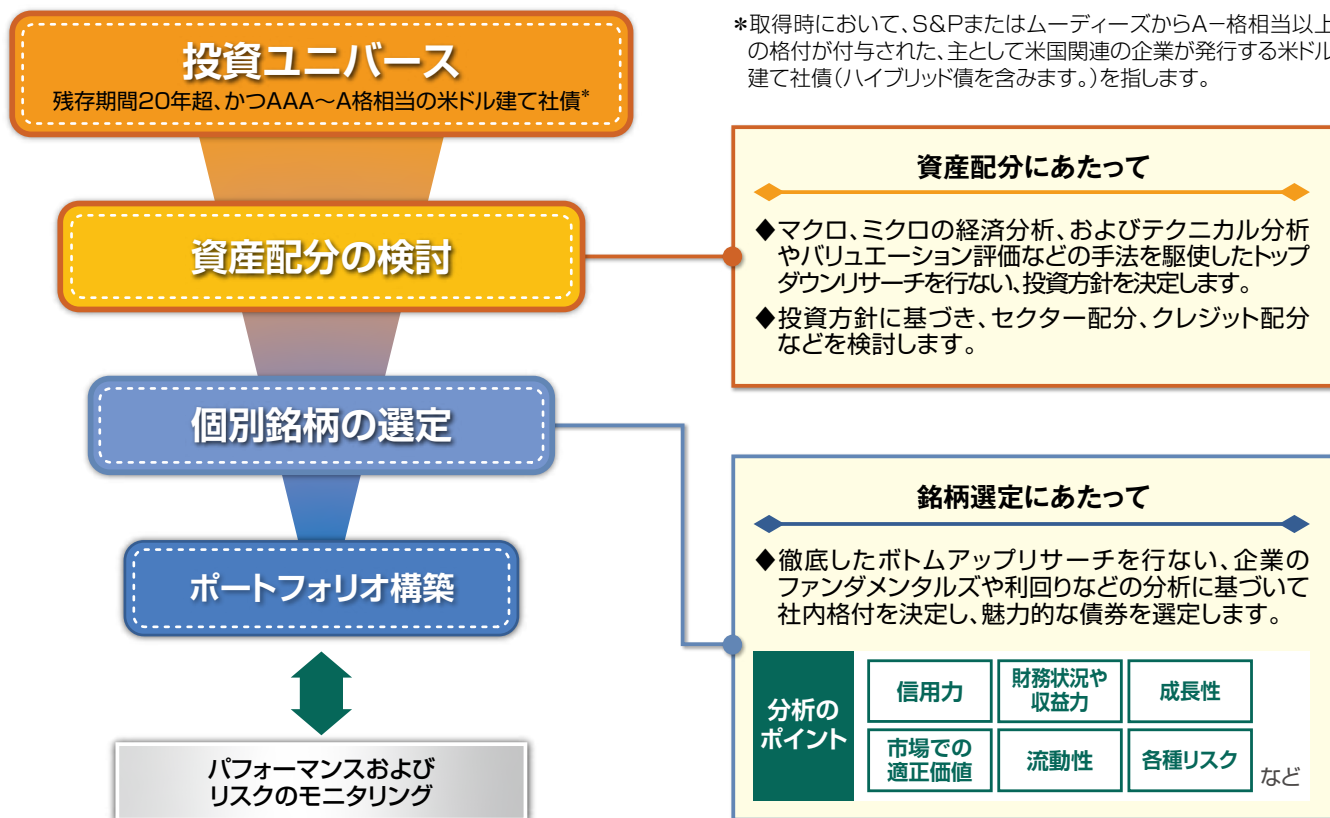 投資ユニバース
残存期間20年超、かつAAA～A格相当の米ドル建て社債*
資産配分の検討
個別銘柄の選定
ポートフォリオ構築
パフォーマンスおよび
リスクのモニタリング
*取得時において、S&PまたはムーディーズからA－格相当以上
の格付が付与された、主として米国関連の企業が発行する米ドル
建て社債(ハイブリッド債を含みます。)を指します。
資産配分にあたって
◆マクロ、ミクロの経済分析、およびテクニカル分析
やバリュエーション評価などの手法を駆使したトップ
ダウンリサーチを行ない、投資方針を決定します。
◆投資方針に基づき、セクター配分、クレジット配分
などを検討します。
銘柄選定にあたって
◆徹底したボトムアップリサーチを行ない、企業の
ファンダメンタルズや利回りなどの分析に基づいて
社内格付を決定し、魅力的な債券を選定します。
分析の
ポイント
信用力
財務状況や
収益力
成長性
市場での
適正価値
流動性
各種リスク
など